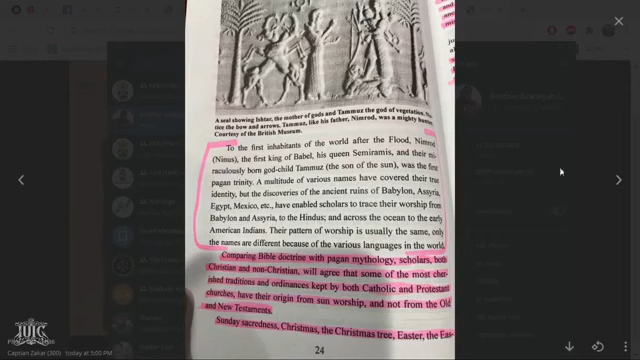 A seal showing Ishtar, the mother of gods and Tammuz the god of vegetation. No-
tice the bow and arrows. Tammuz, like his father, Nimrod, was a mighty hunter.
Courtesy of the British Museum.
To the first inhabitants of the world after the Flood, Nimrod
(Ninus), the first king of Babel, his queen Semiramis, and their mi-
raculously born god-child Tammuz (the son of the sun), was the first
pagan trinity. A multitude of various names have covered their true
identity, but the discoveries of the ancient ruins of Babylon, Assyria,
Egypt, Mexico, etc., have enabled scholars to trace their worship from
Babylon and Assyria, to the Hindus; and across the ocean to the early
American Indians. Their pattern of worship is usually the same, only
the names are different because of the various languages in the world.
Comparing Bible doctrine with pagan mythology, scholars, both
Christian and non-Christian, will agree that some of the most cher-
ished traditions and ordinances kept by both Catholic and Protestant
churches, have their origin from sun worship, and not from the Old
and New Testaments.
Sunday sacredness, Christmas, the Christmas tree, Easter, the Eas-
24
IUIC
Captian Zakar (300) today at 5:00 PM